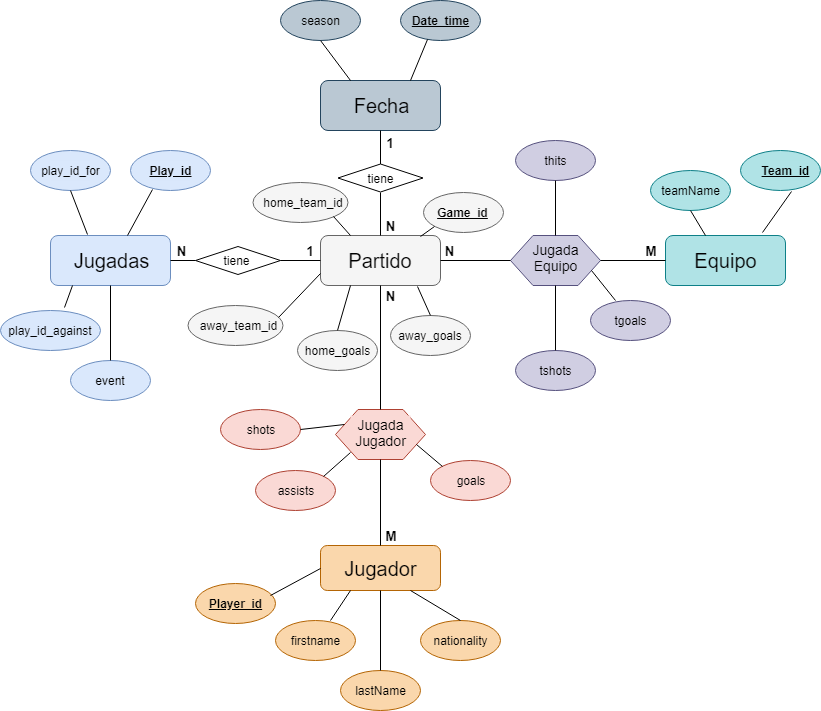 season
Date_time
Fecha
1
tiene
N
play_id_for
Play_id
home_team_id
Game_id
thits
teamName
Team_id
Jugadas
N
tiene
1
Partido
N
Jugada
Equipo
M
Equipo
N
play_id_against
away_team_id
home_goals
away_goals
tgoals
event
tshots
shots
Jugada
Jugador
assists
goals
M
Jugador
Player_id
firstname
nationality
lastName